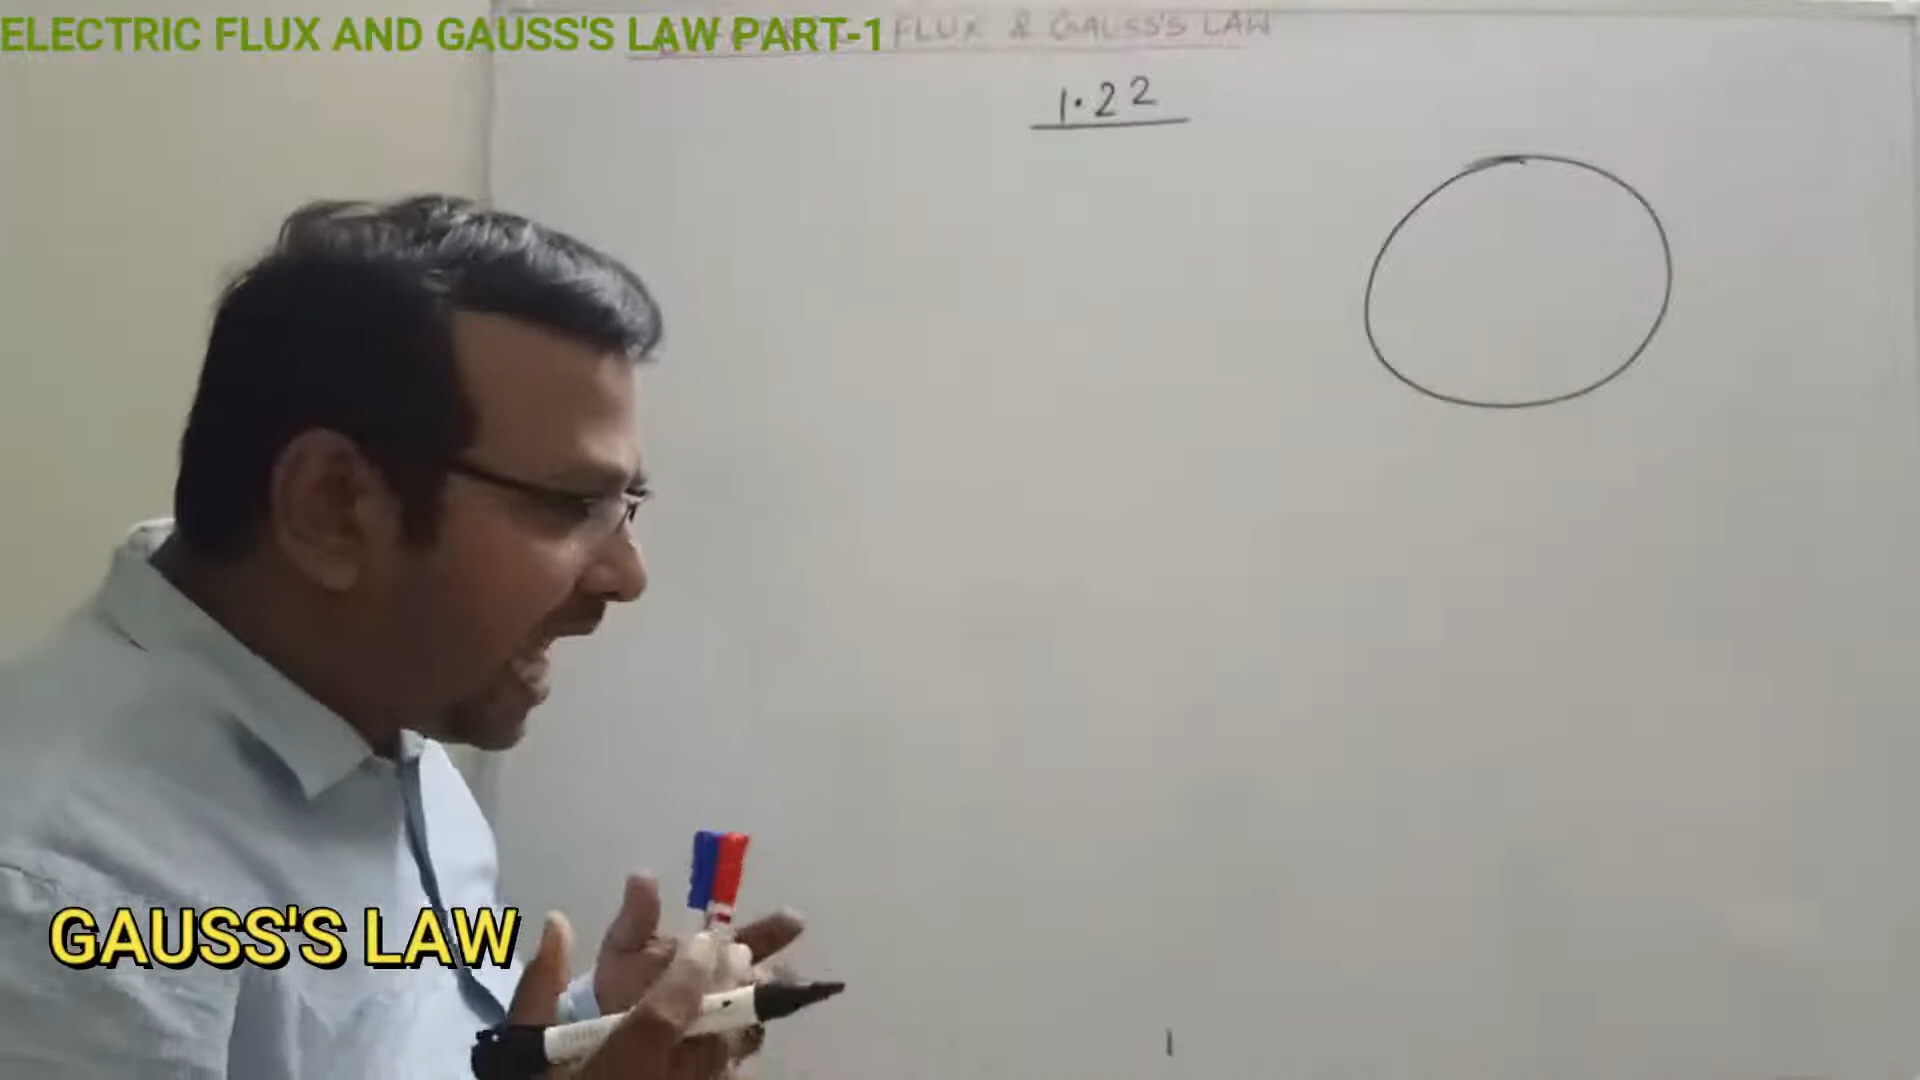 ELECTRIC FLUX AND GAUSS'S LAW PART-1
FLUX & GAUSS'S LAW
1.22
GAUSS'S LAW